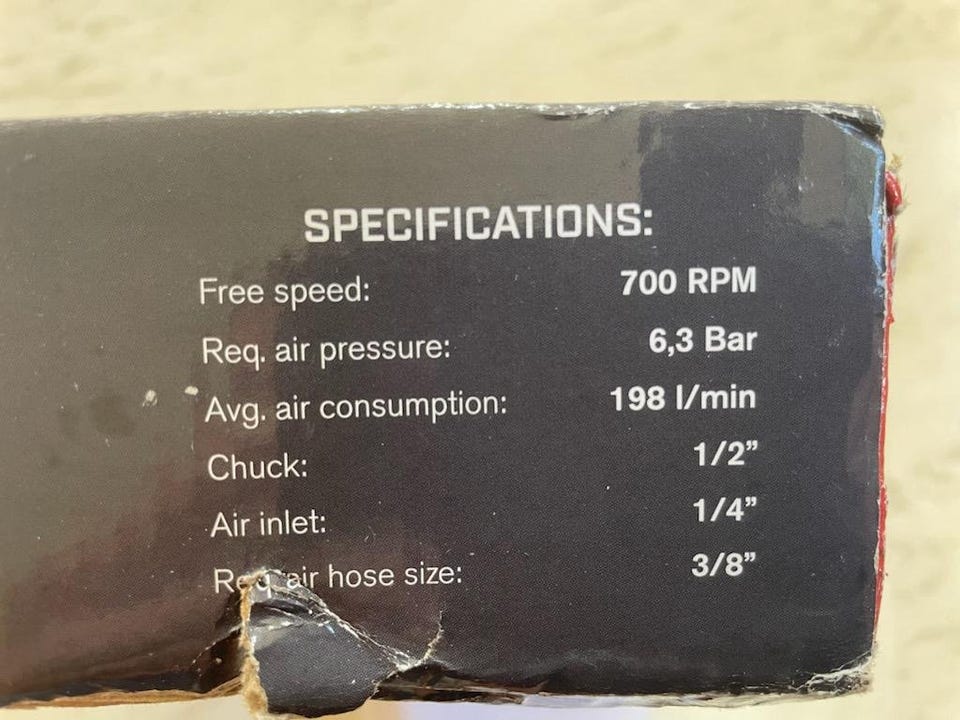 SPECIFICATIONS:
Free speed: 700 RPM
Req. air pressure: 6,3 Bar
Avg. air consumption: 198 l/min
Chuck: 1/2”
Air inlet: 1/4”
Req. air hose size: 3/8”